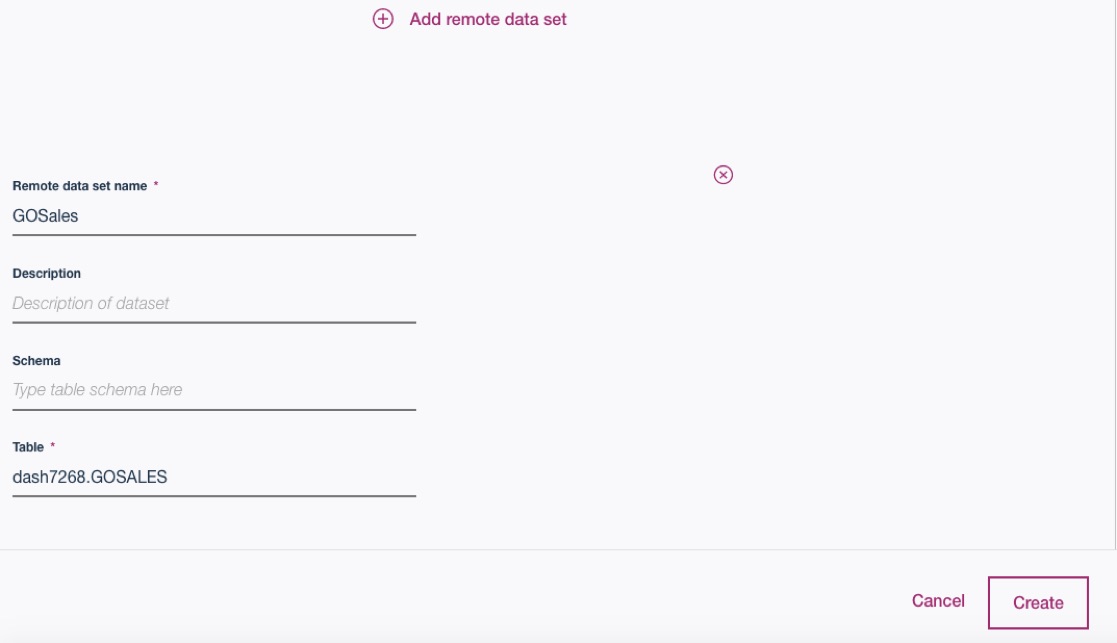 Add remote data set
Remote data set name *
GOSales
Description
Description of dataset
Schema
Type table schema here
Table *
dash7268.GOSALES
Cancel
Create